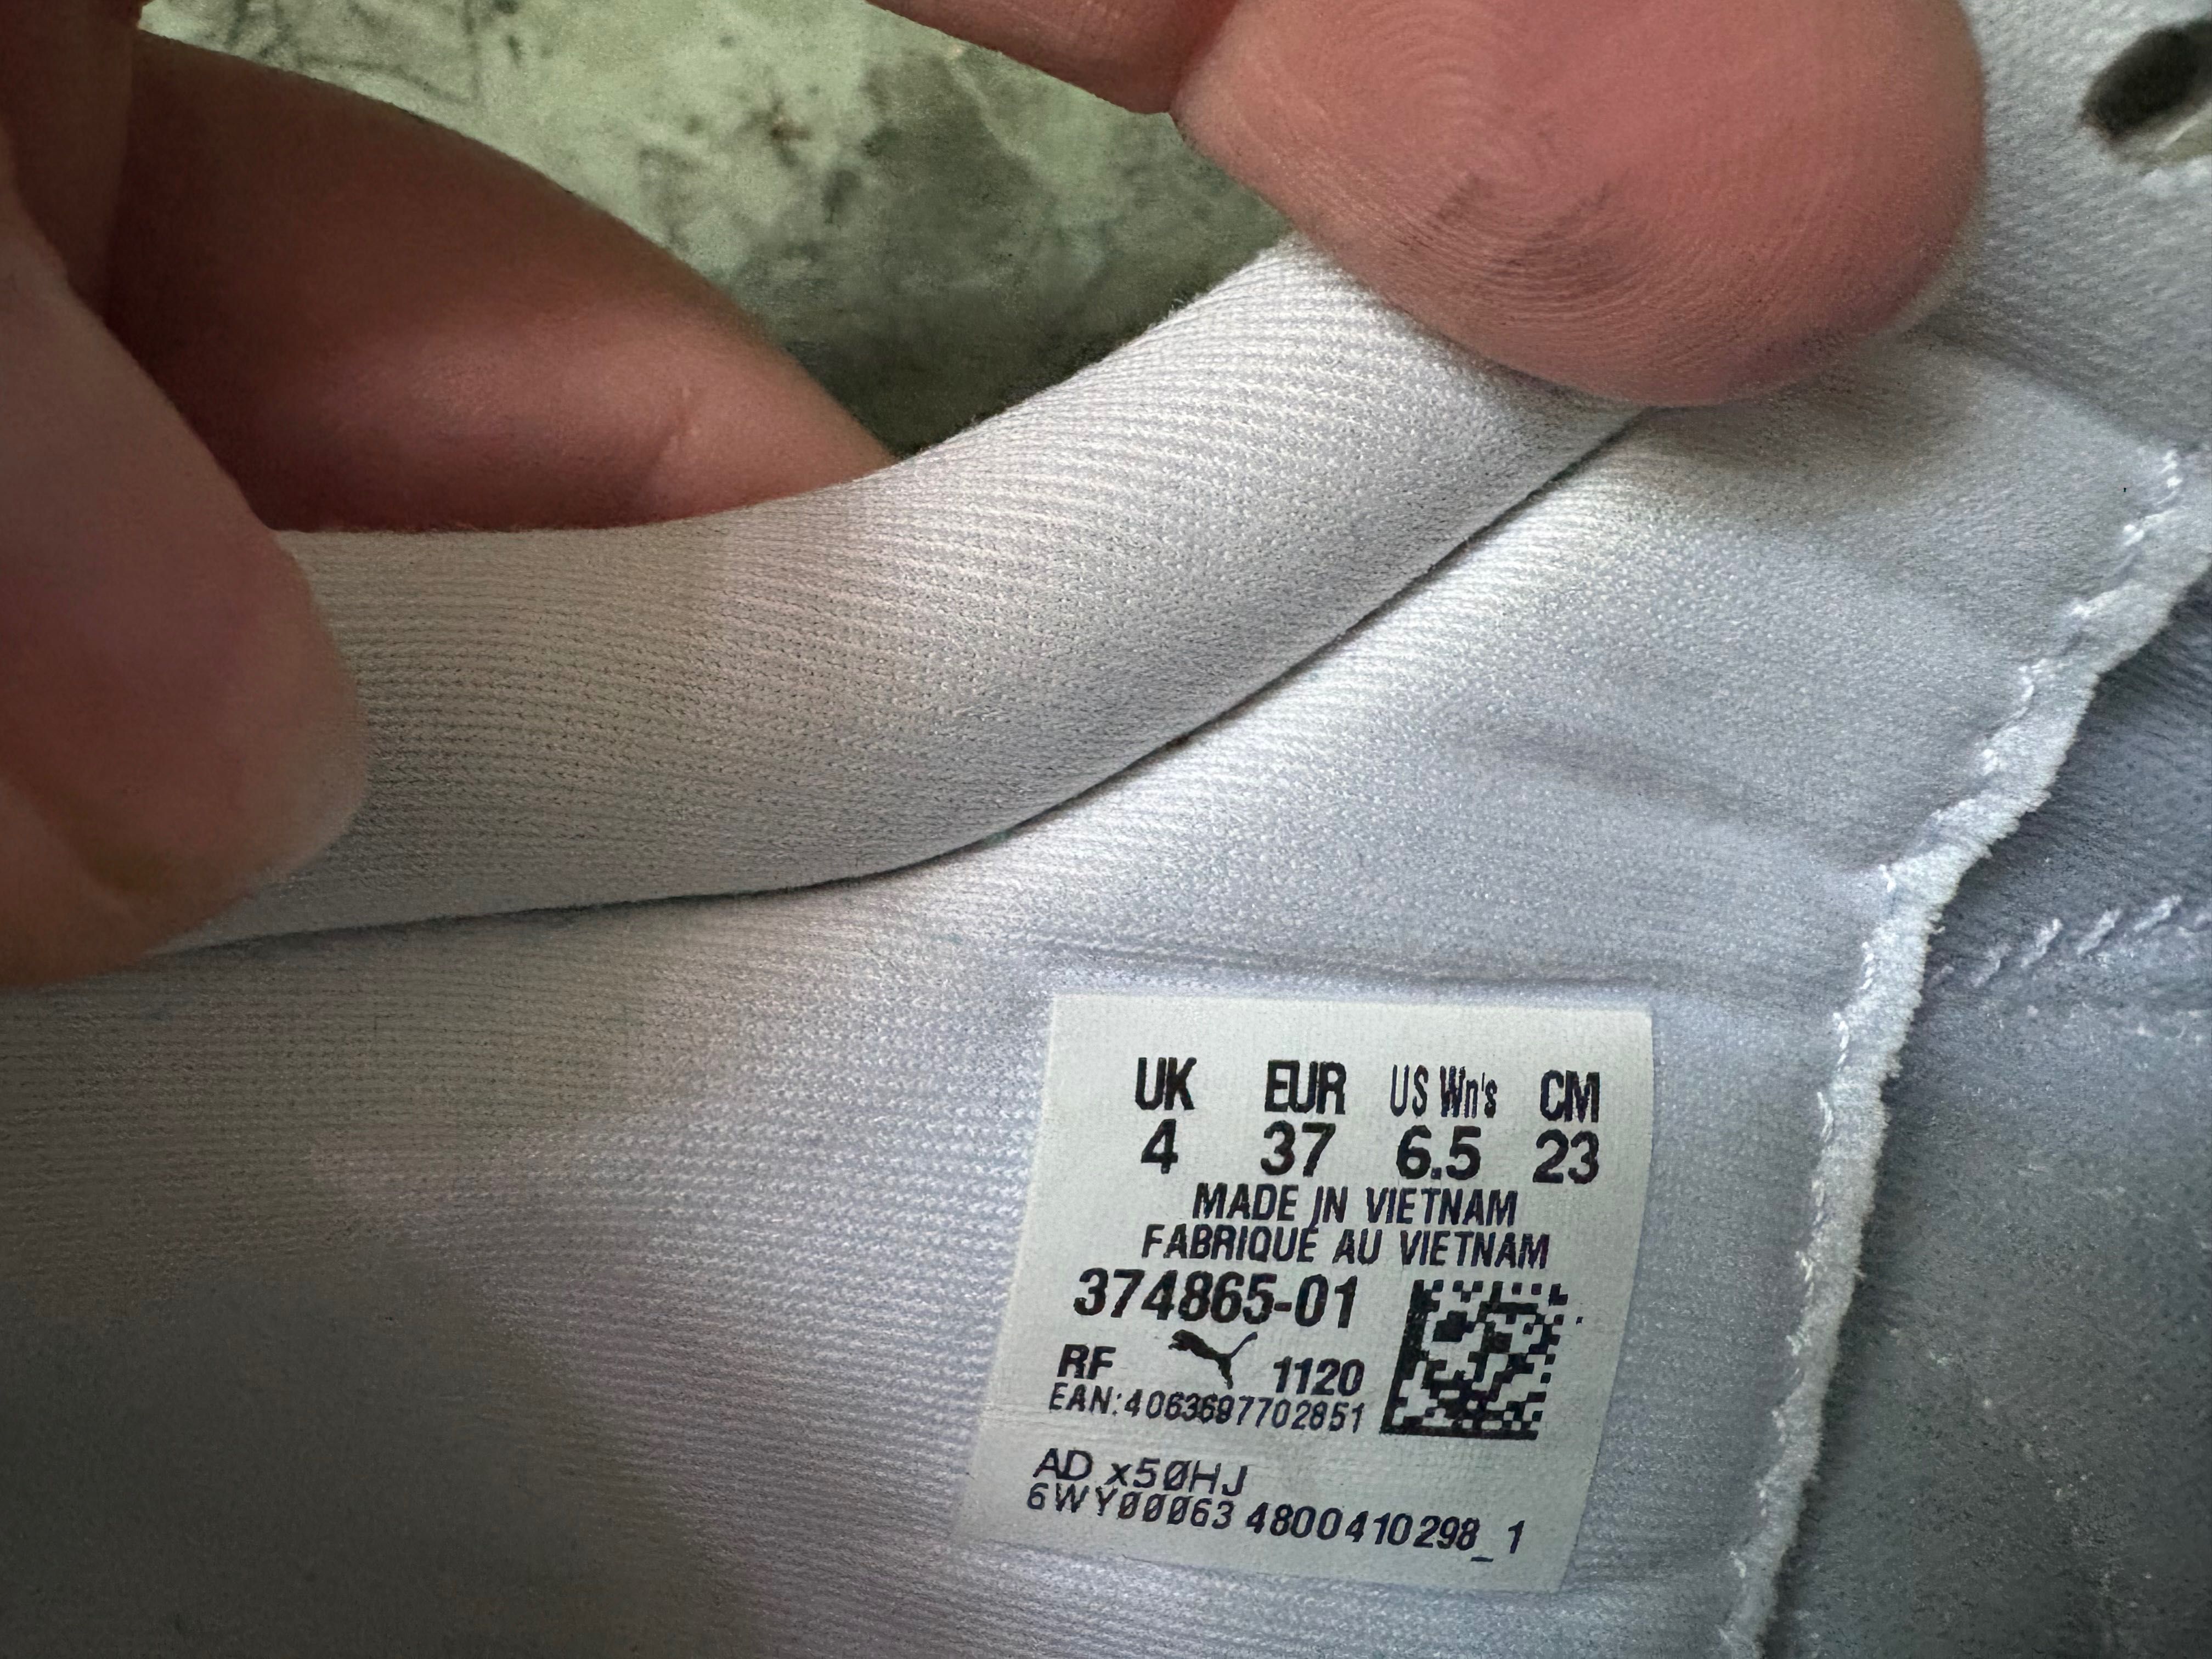 UK EUR US Wn's CM
4 37 6.5 23
MADE IN VIETNAM
FABRIQUÉ AU VIETNAM
374865-01
RF 1120
EAN:4063697702851
AD x50HJ
6WY00063 4800410298_1